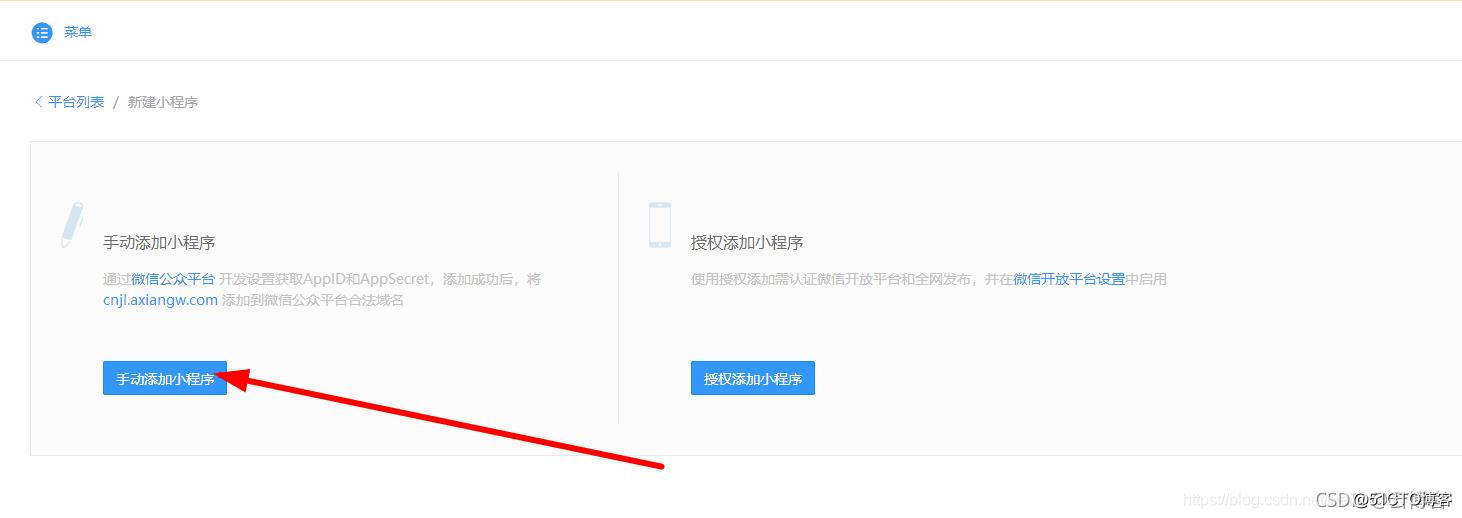 菜单
平台列表 / 新建小程序
手动添加小程序
通过微信公众平台 开发设置获取AppID和AppSecret，添加成功后，将
cnjl.axiangw.com 添加到微信公众平台合法域名
手动添加小程序
授权添加小程序
使用授权添加需认证微信开放平台和全网发布，并在微信开放平台设置中启用
授权添加小程序
https://blog.csdn.ne
@51CTO博客